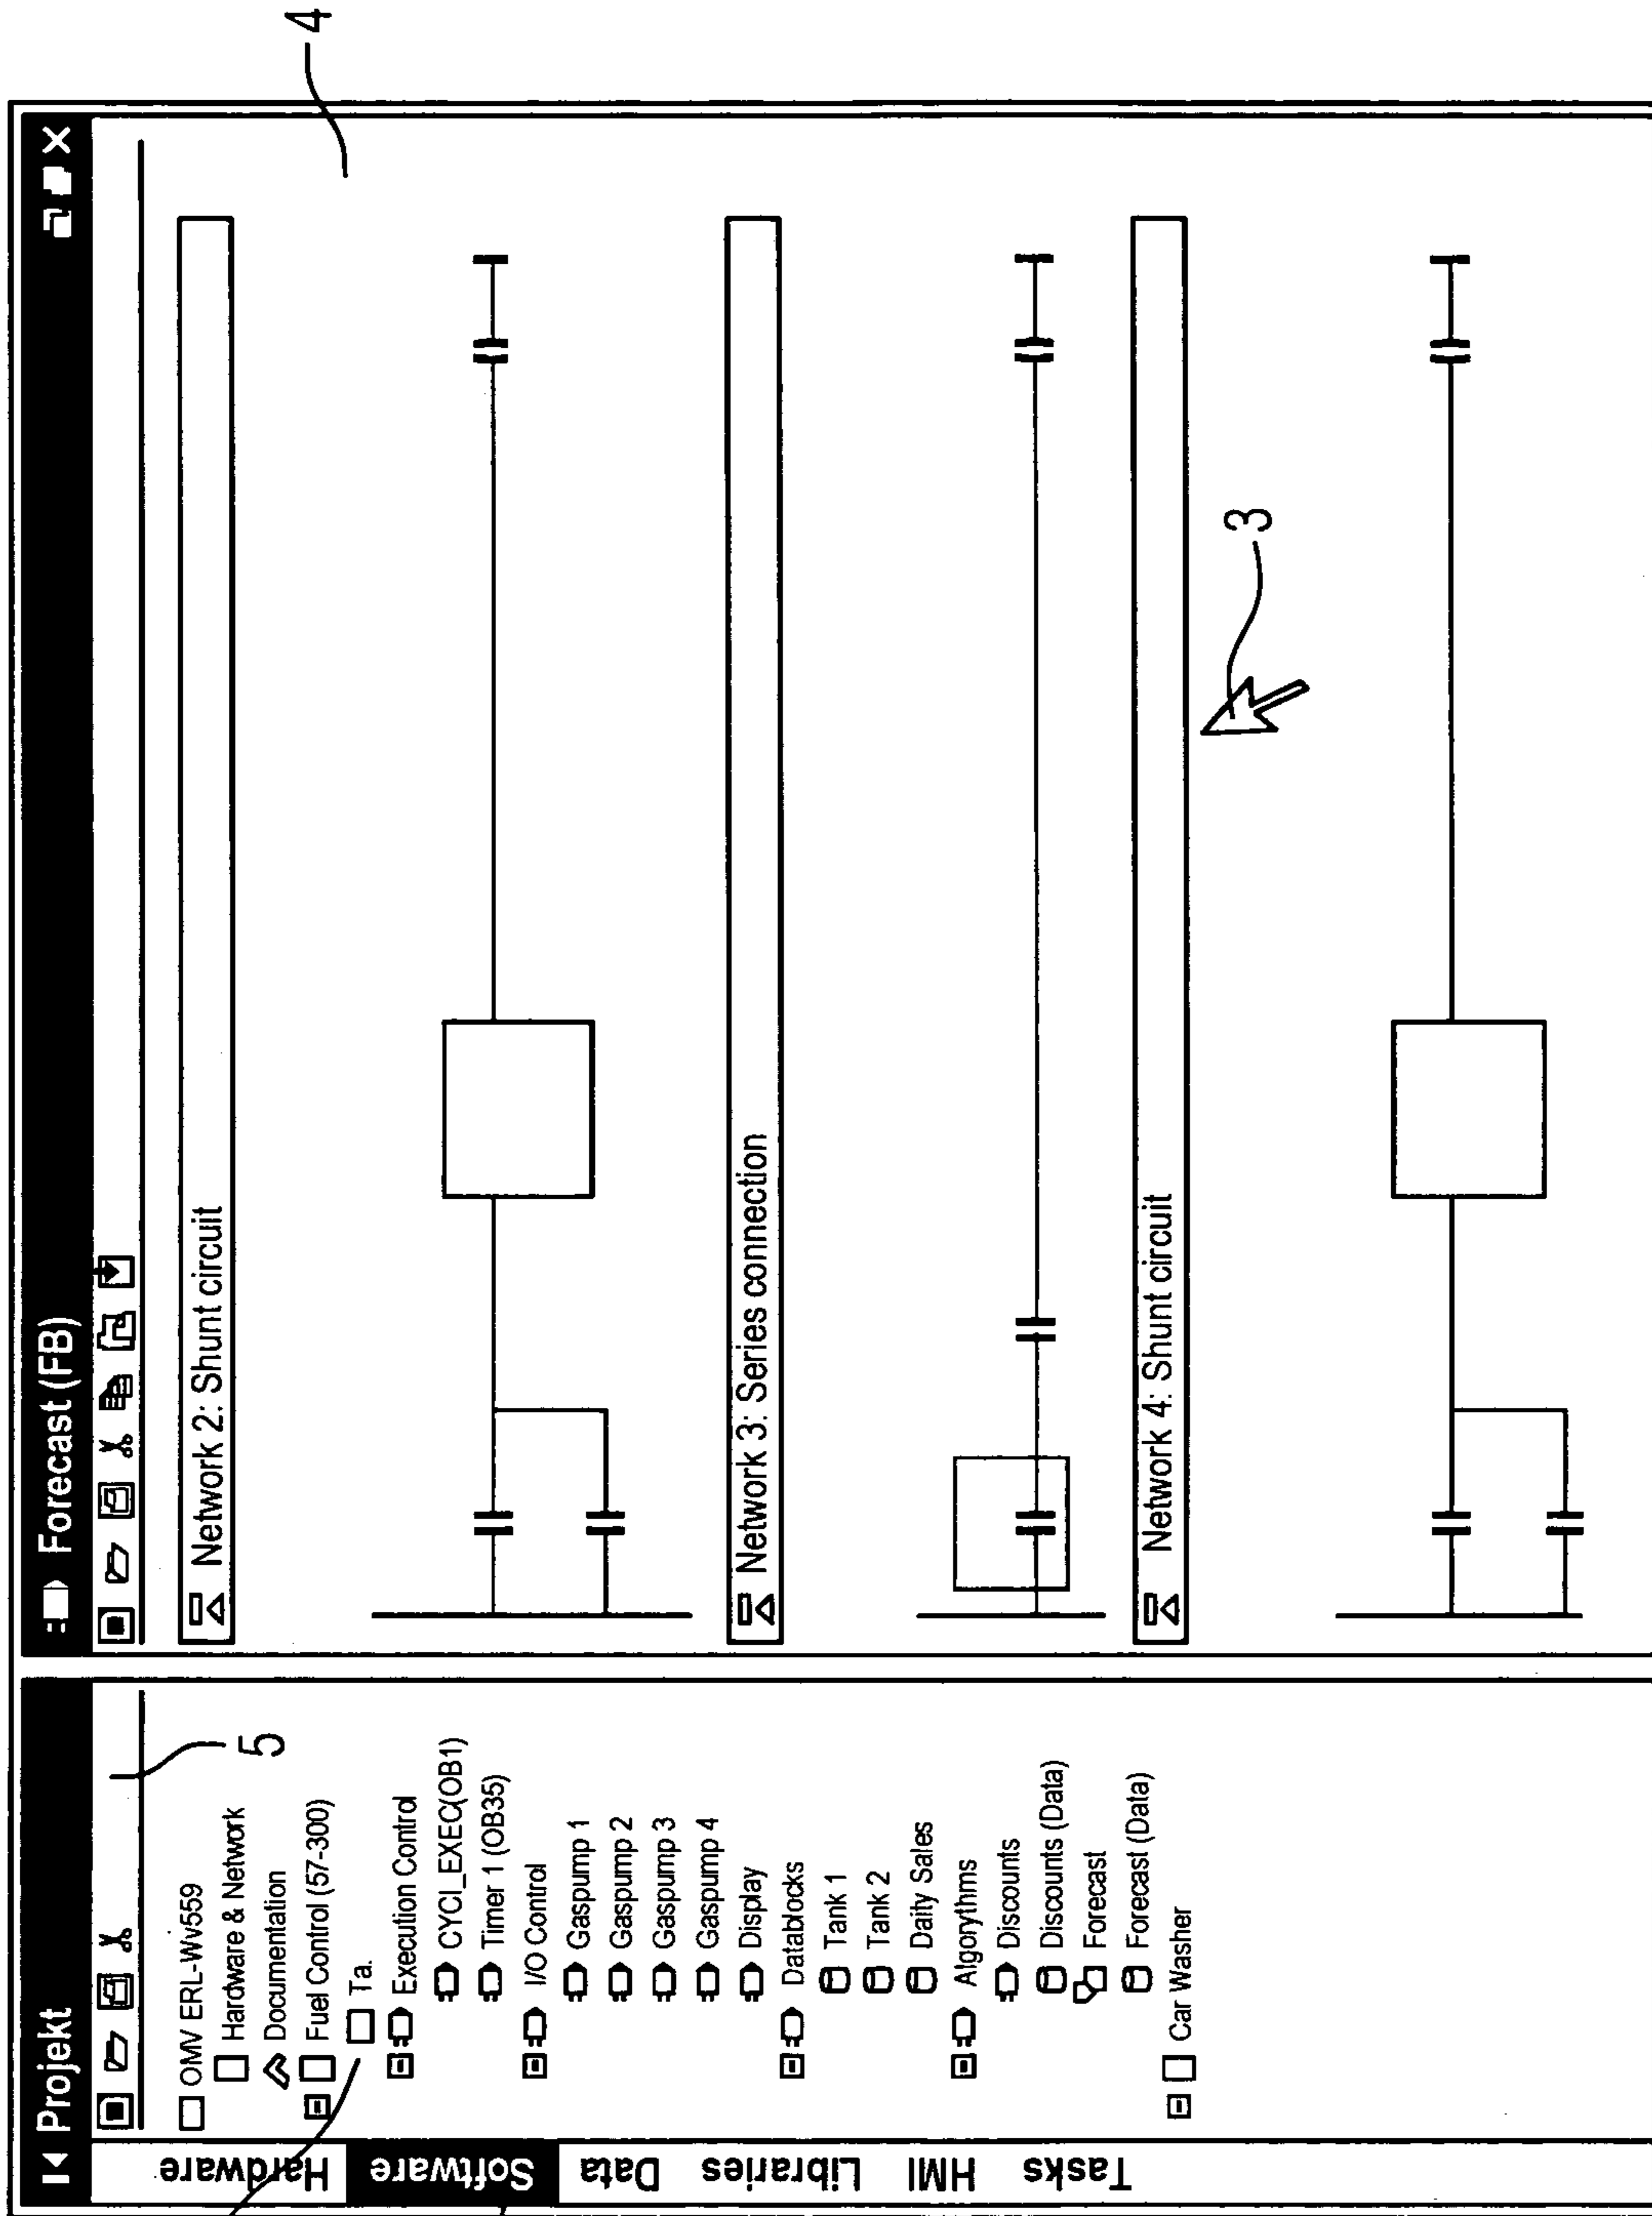 Projekt
5
OMV ERL-Wv559
Hardware & Network
Documentation
Fuel Control (57-300)
Ta.
Execution Control
CYCI_EXEC(OB1)
Timer 1 (OB35)
I/O Control
Gaspump 1
Gaspump 2
Gaspump 3
Gaspump 4
Display
Datablocks
Tank 1
Tank 2
Daily Sales
Algorythms
Discounts
Discounts (Data)
Forecast
Forecast (Data)
Car Washer
Hardware
Software
Data
Libraries
HMI
Tasks
Forecast (FB)
4
Network 2: Shunt circuit
Network 3: Series connection
Network 4: Shunt circuit
3